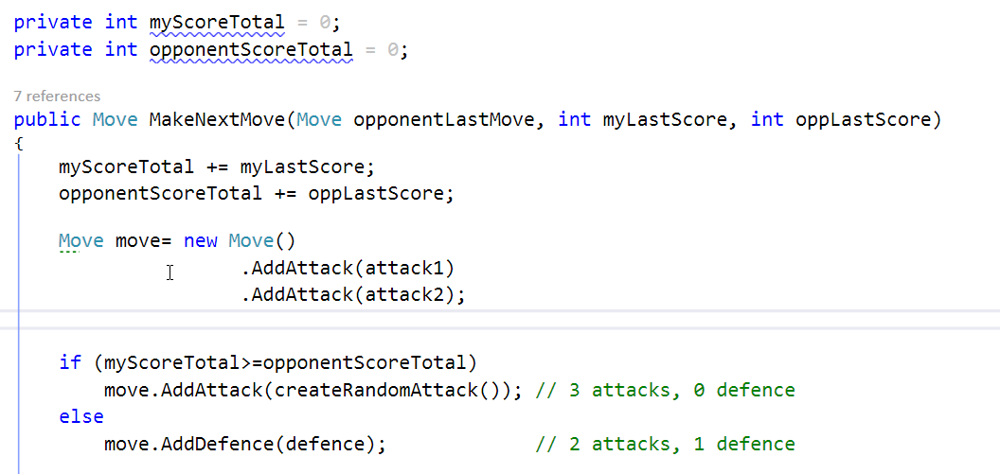 private int myScoreTotal = 0;
private int opponentScoreTotal = 0;
7 references
public Move MakeNextMove(Move opponentLastMove, int myLastScore, int oppLastScore)
{
myScoreTotal += myLastScore;
opponentScoreTotal += oppLastScore;
Move move= new Move()
.AddAttack(attack1)
.AddAttack(attack2);
if (myScoreTotal>=opponentScoreTotal)
move.AddAttack(createRandomAttack()); // 3 attacks, 0 defence
else
move.AddDefence(defence); // 2 attacks, 1 defence